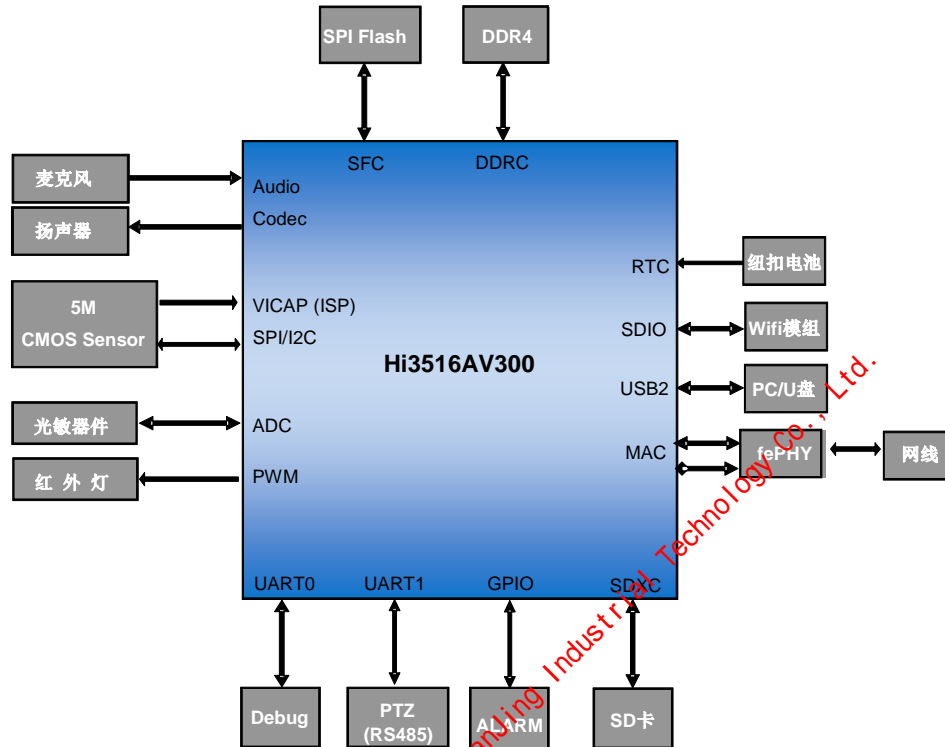 SPI Flash
DDR4
SFC
DDRC
麦克风
Audio
Codec
扬声器
RTC
纽扣电池
5M
CMOS Sensor
VICAP (ISP)
SPI/I2C
SDIO
Wifi模组
Hi3516AV300
USB2
PC/U盘
光敏器件
ADC
MAC
fePHY
网线
红 外 灯
PWM
UART0
UART1
GPIO
Debug
PTZ
(RS485)
ALARM
SD卡
Industrial Technology Co., Ltd.